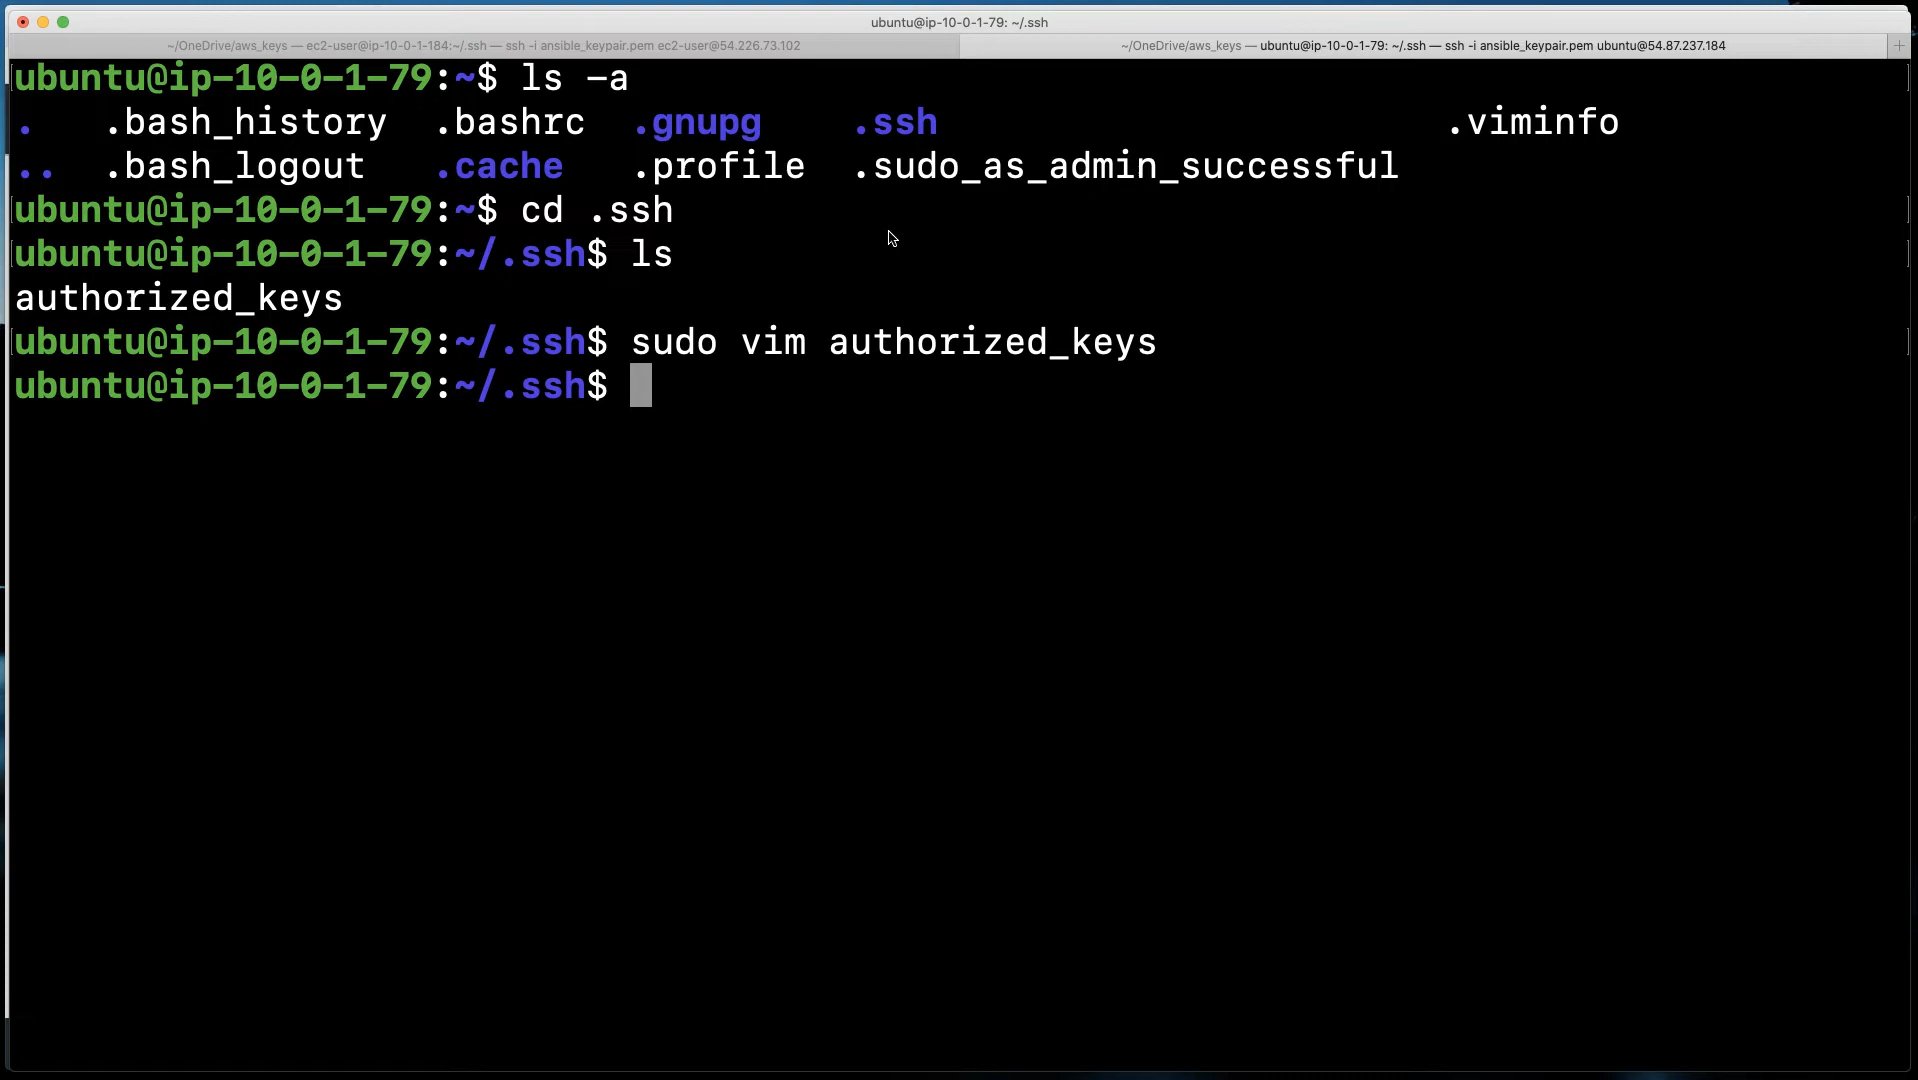 ubuntu@ip-10-0-1-79: ~/.ssh
~/OneDrive/aws_keys — ec2-user@ip-10-0-1-184:~/.ssh — ssh -i ansible_keypair.pem ec2-user@54.226.73.102
~/OneDrive/aws_keys — ubuntu@ip-10-0-1-79: ~/.ssh — ssh -i ansible_keypair.pem ubuntu@54.87.237.184
ubuntu@ip-10-0-1-79:~$ ls -a
. .bash_history .bashrc .gnupg .ssh .viminfo
.. .bash_logout .cache .profile .sudo_as_admin_successful
ubuntu@ip-10-0-1-79:~$ cd .ssh
ubuntu@ip-10-0-1-79:~/.ssh$ ls
authorized_keys
ubuntu@ip-10-0-1-79:~/.ssh$ sudo vim authorized_keys
ubuntu@ip-10-0-1-79:~/.ssh$